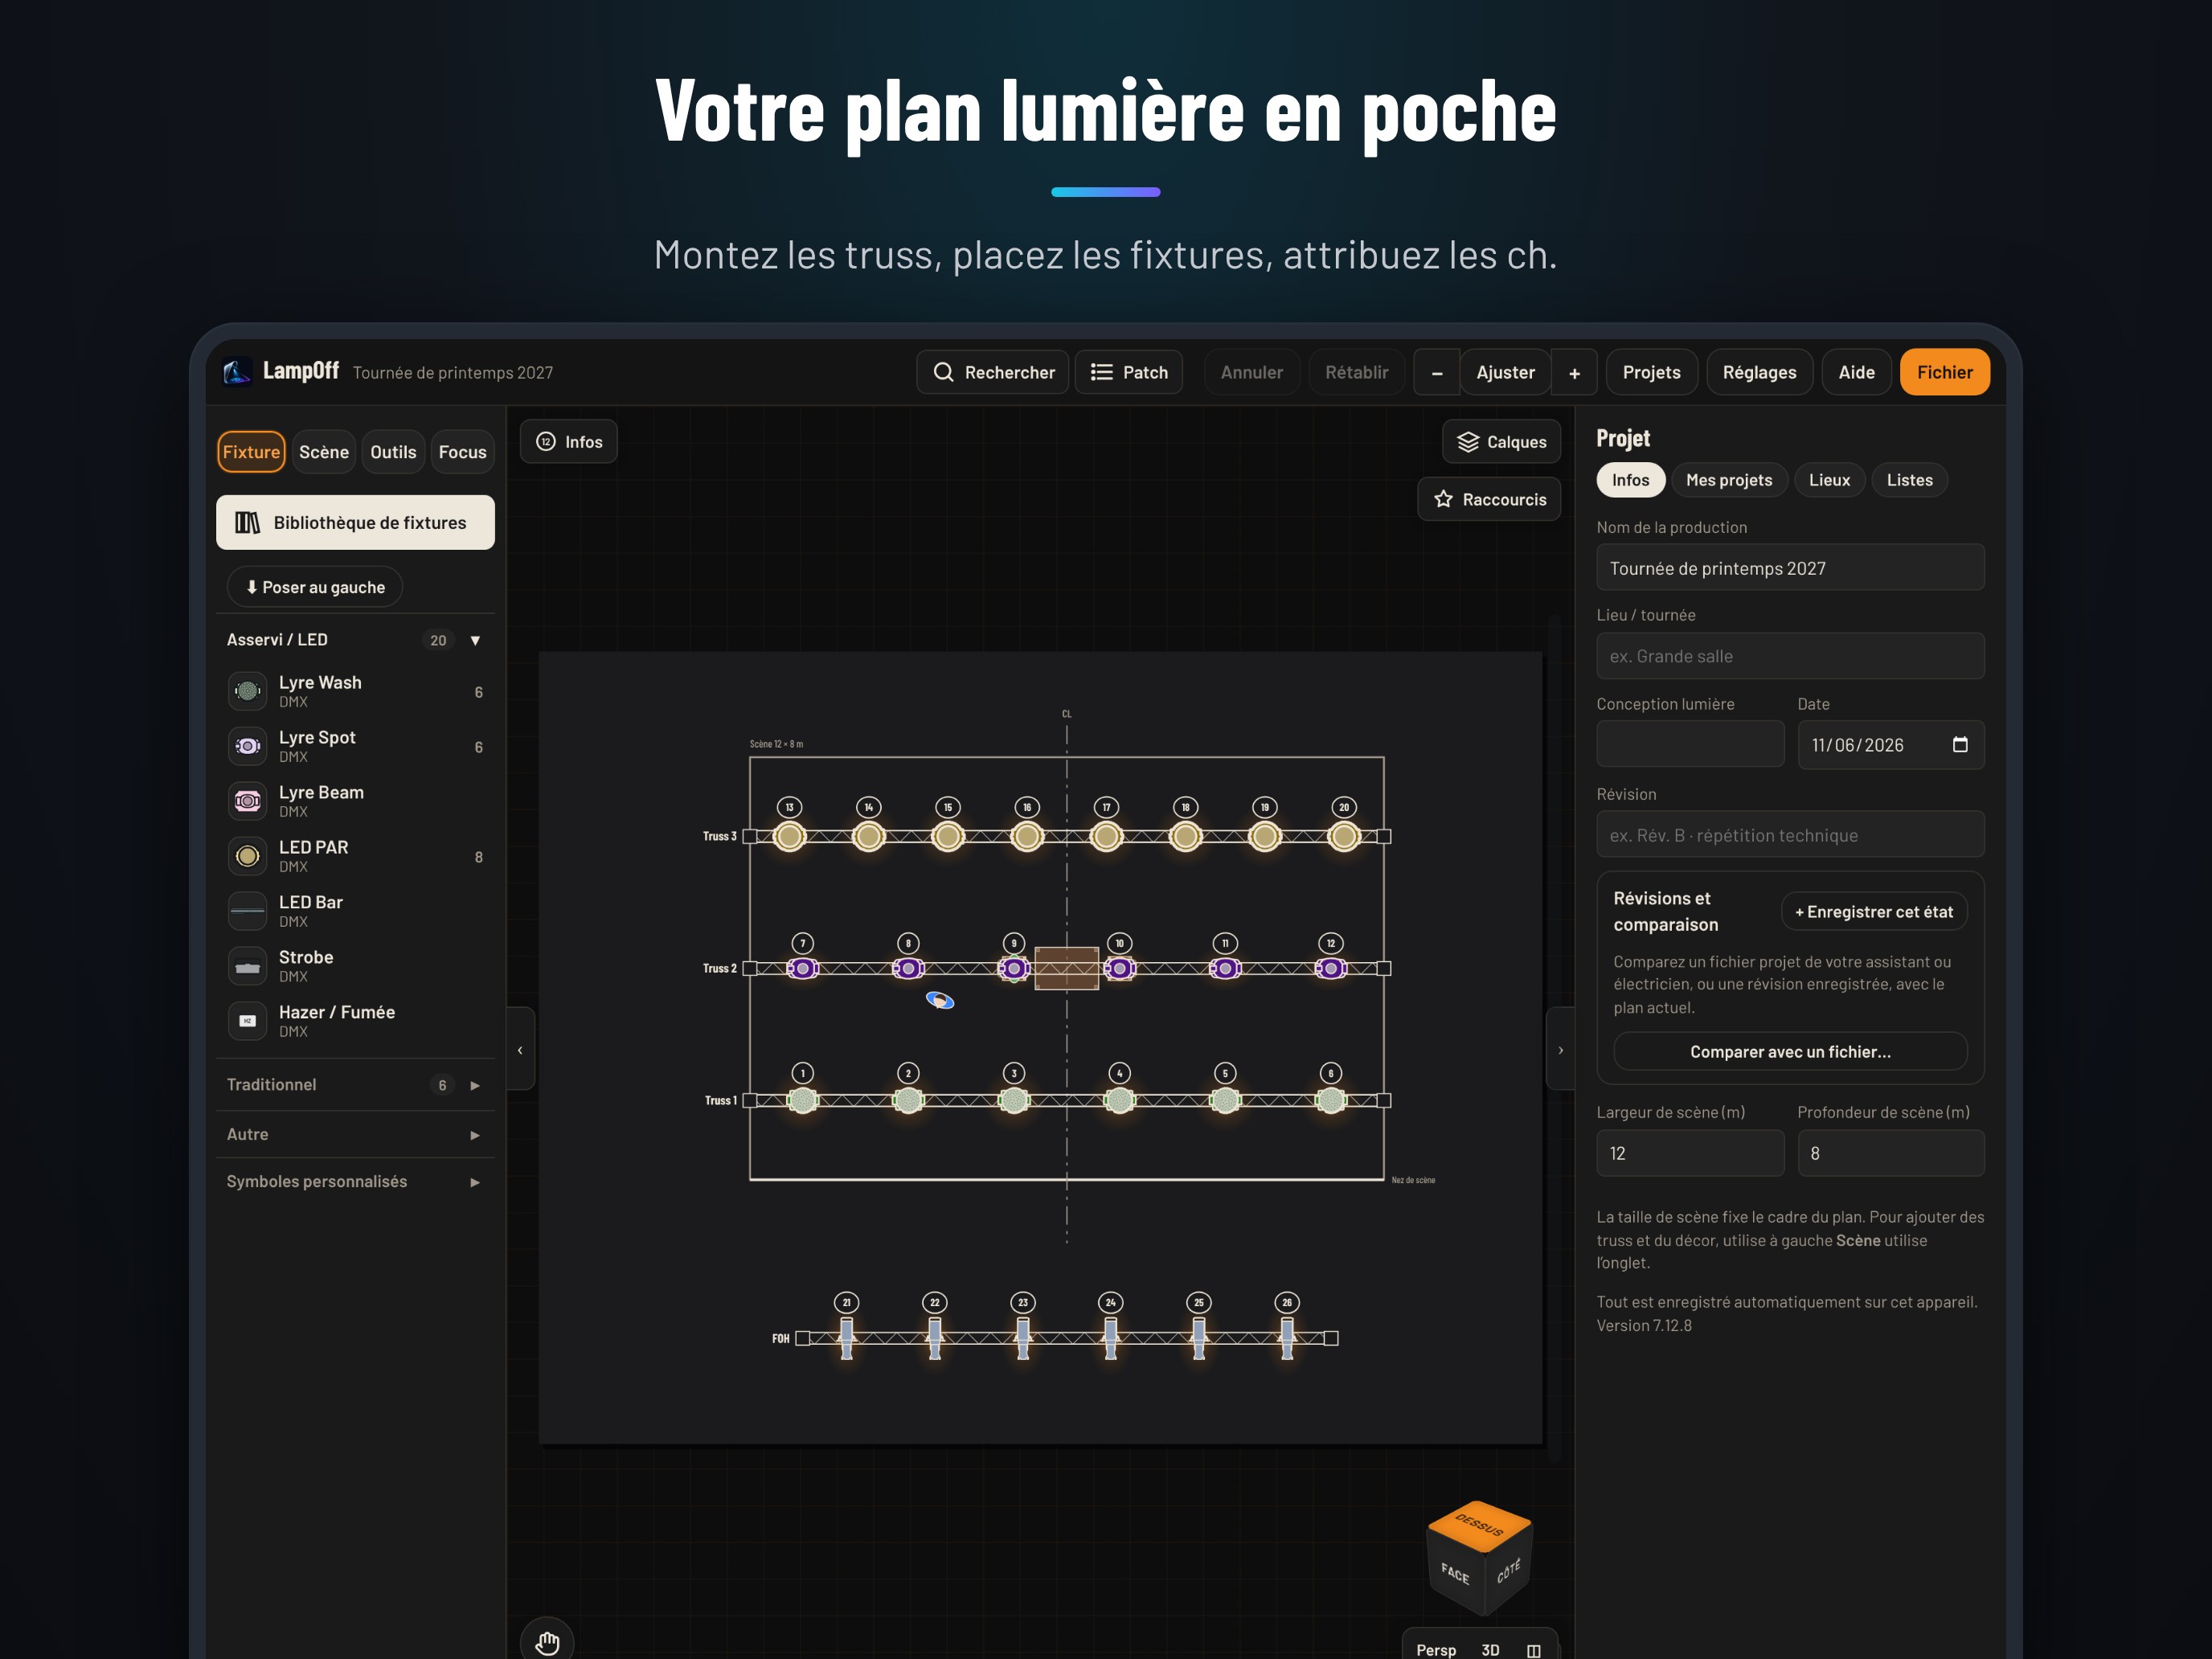 Votre plan lumière en poche
Montez les truss, placez les fixtures, attribuez les ch.
LampOff Tournée de printemps 2027
Rechercher
Patch
Annuler
Rétablir
− Ajuster +
Projets
Réglages
Aide
Fichier
Fixture
Scène
Outils
Focus
Bibliothèque de fixtures
⬇ Poser au gauche
Asservi / LED 20 ▼
Lyre Wash 6
DMX
Lyre Spot 6
DMX
Lyre Beam
DMX
LED PAR 8
DMX
LED Bar
DMX
Strobe
DMX
HZ
Hazer / Fumée
DMX
Traditionnel 6 ▶
Autre ▶
Symboles personnalisés ▶
12 Infos
Calques
Raccourcis
‹
›
CL
Scène 12 × 8 m
13 14 15 16 17 18 19 20
Truss 3
7 8 9 10 11 12
Truss 2
1 2 3 4 5 6
Truss 1
Nez de scène
21 22 23 24 25 26
FOH
DESSUS
FACE
CÔTÉ
Persp 3D
Projet
Infos
Mes projets
Lieux
Listes
Nom de la production
Tournée de printemps 2027
Lieu / tournée
ex. Grande salle
Conception lumière
Date
11/06/2026
Révision
ex. Rév. B · répétition technique
Révisions et
comparaison
+ Enregistrer cet état
Comparez un fichier projet de votre assistant ou
électricien, ou une révision enregistrée, avec le
plan actuel.
Comparer avec un fichier…
Largeur de scène (m)
Profondeur de scène (m)
12
8
La taille de scène fixe le cadre du plan. Pour ajouter des
truss et du décor, utilise à gauche Scène utilise
l'onglet.
Tout est enregistré automatiquement sur cet appareil.
Version 7.12.8